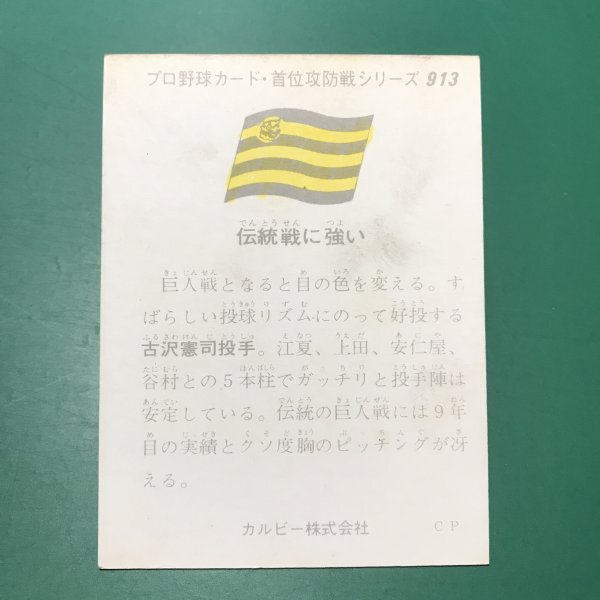 プロ野球カード・首位攻防戦シリーズ 913
伝統戦に強い
巨人戦となると目の色を変える。す
ばらしい投球リズムにのって好投する
古沢憲司投手。江夏、上田、安仁屋、
谷村との5本柱でガッチリと投手陣は
安定している。伝統の巨人戦には9年
目の実績とクソ度胸のピッチングが冴
える。
カルビー株式会社 CP